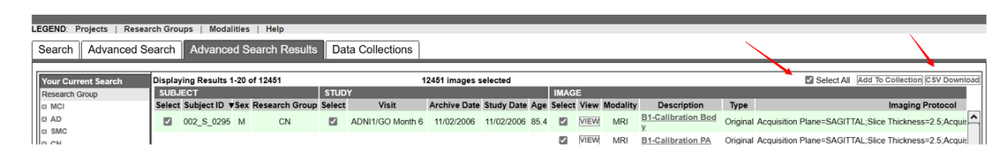 LEGEND: Projects | Research Groups | Modalities | Help
Search Advanced Search Advanced Search Results Data Collections
Your Current Search Displaying Results 1-20 of 12451 12451 images selected Select All Add To Collection CSV Download
Research Group SUBJECT STUDY IMAGE
MCI Select Subject ID ▼Sex Research Group Select Visit Archive Date Study Date Age Select View Modality Description Type Imaging Protocol
AD 002_S_0295 M CN ADNI1/GO Month 6 11/02/2006 11/02/2006 85.4 VIEW MRI B1-Calibration Bod Original Acquisition Plane=SAGITTAL;Slice Thickness=2.5;Acquis
y
SMC
CN VIEW MRI B1-Calibration PA Original Acquisition Plane=SAGITTAL;Slice Thickness=2.5;Acquis